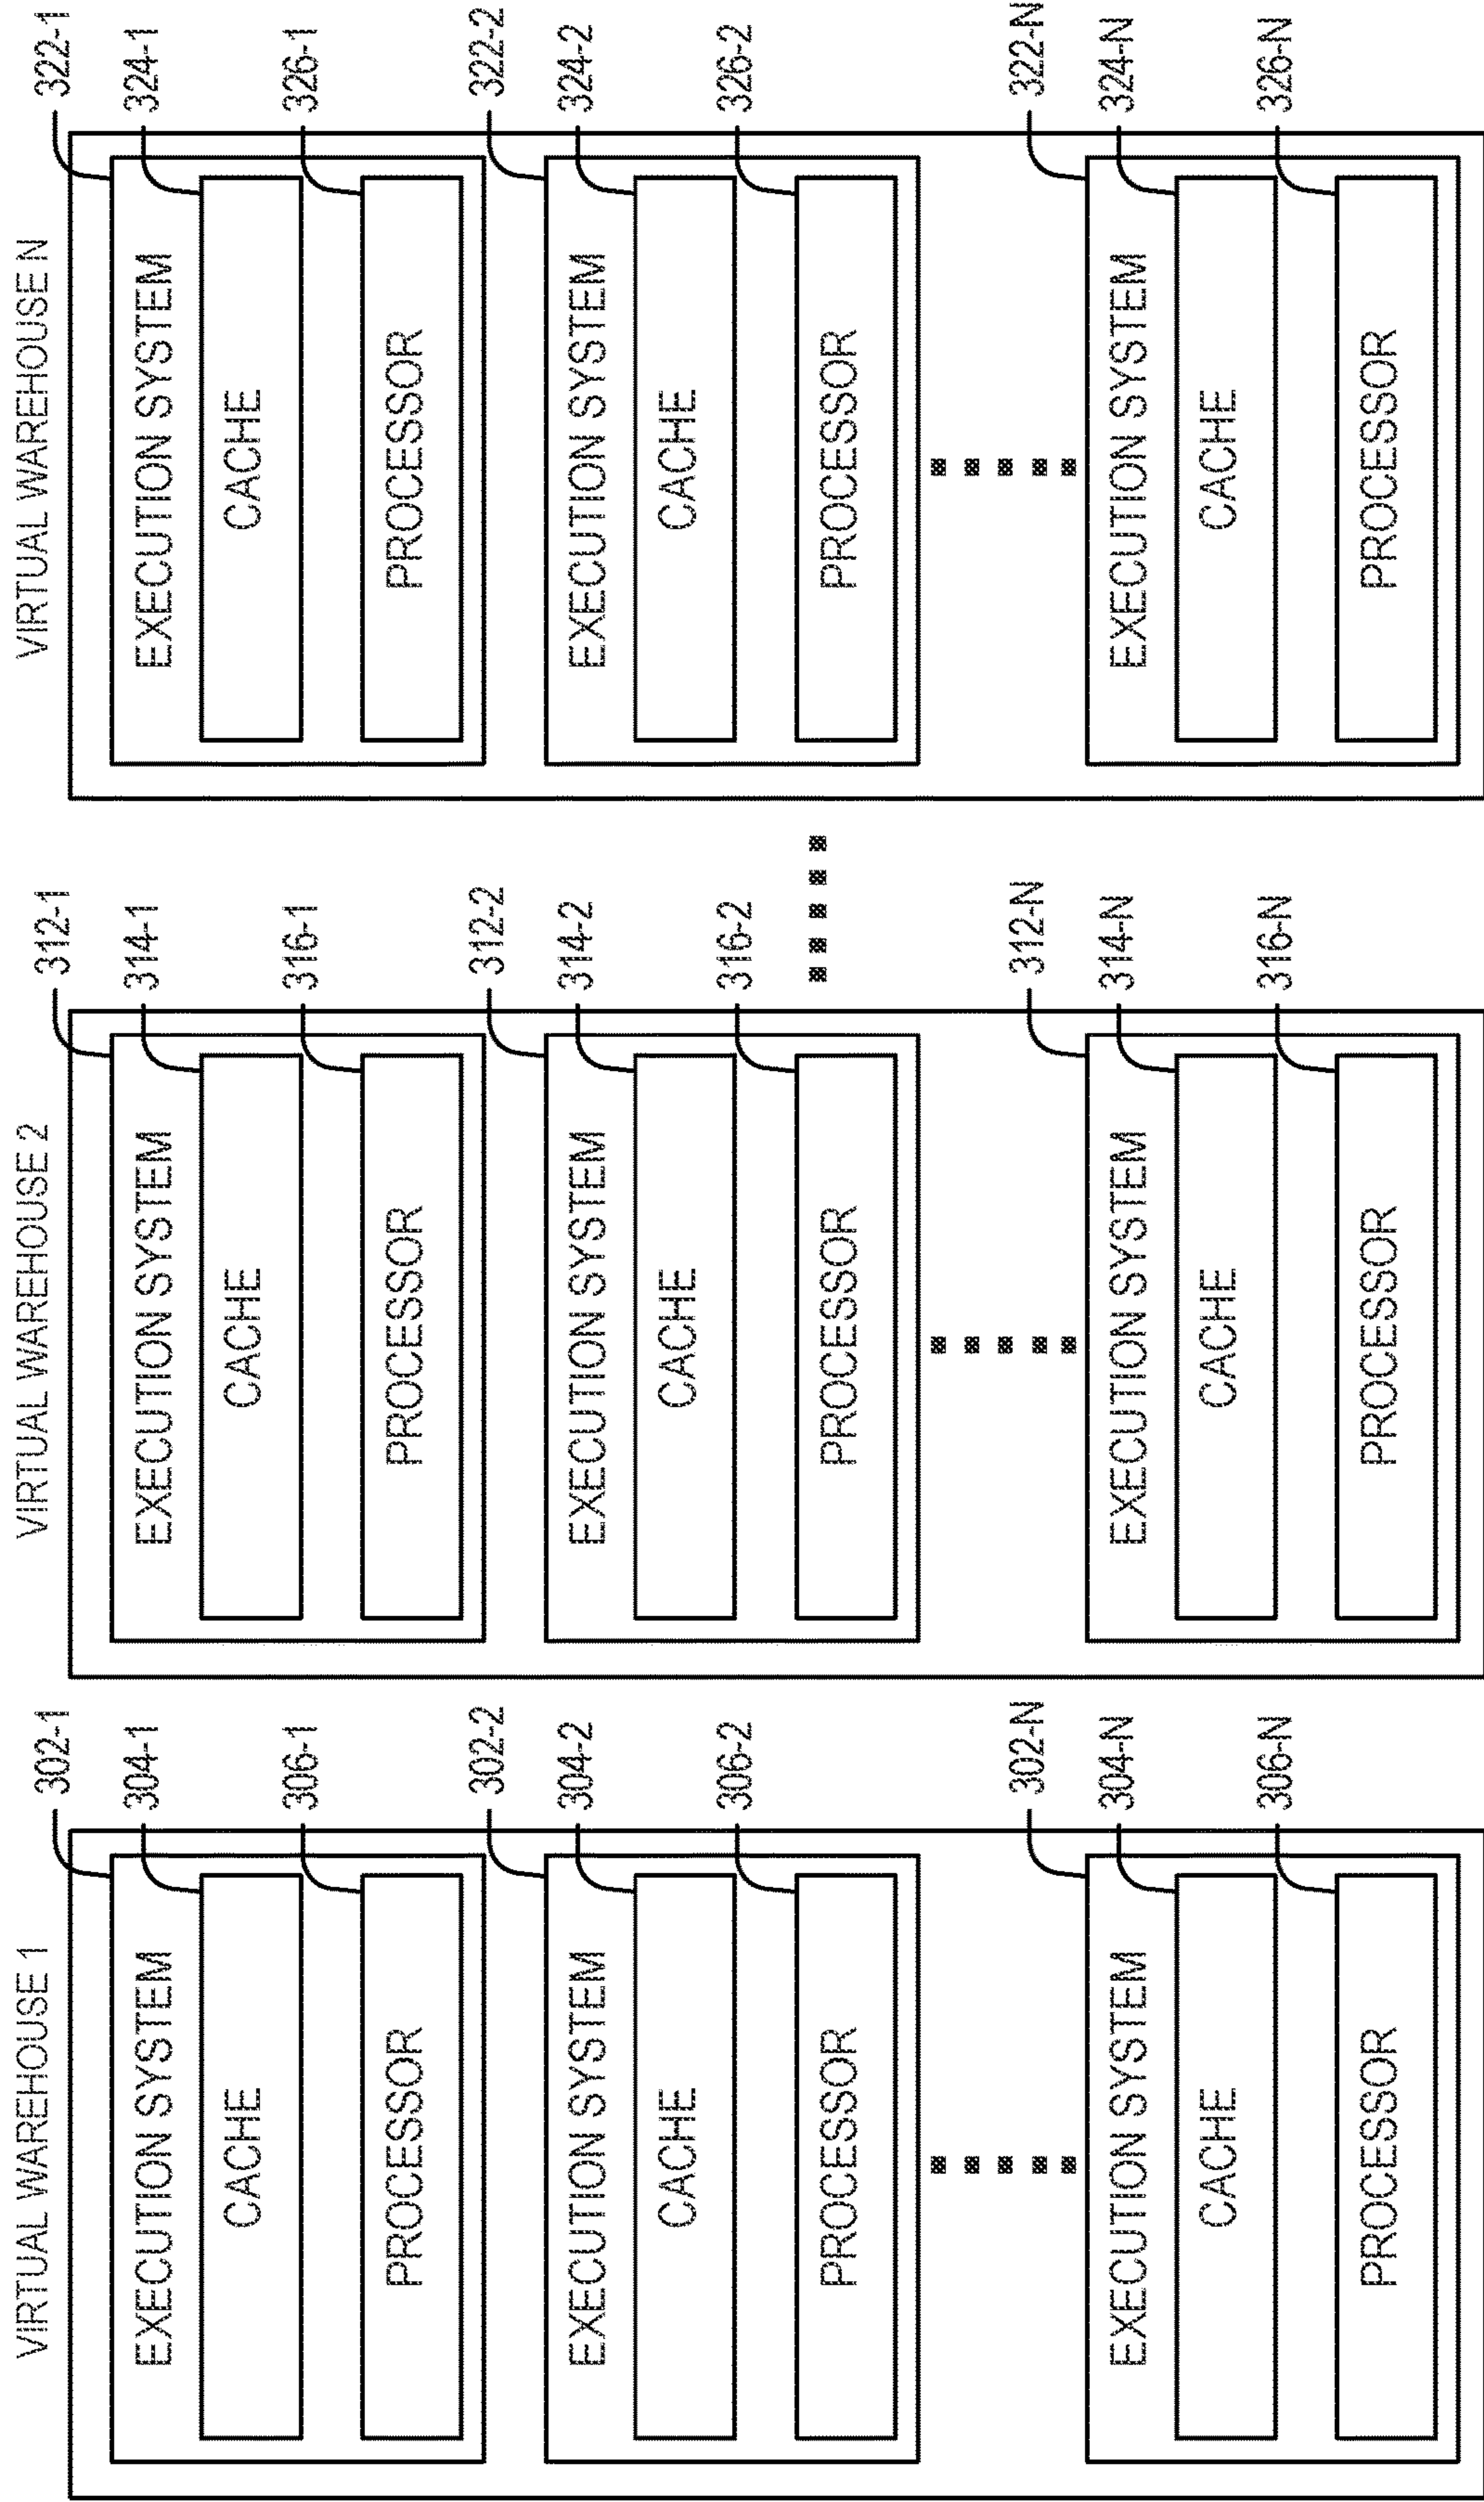 VIRTUAL WAREHOUSE 1
302-1
EXECUTION SYSTEM
304-1
CACHE
306-1
PROCESSOR
302-2
EXECUTION SYSTEM
304-2
CACHE
306-2
PROCESSOR
302-N
EXECUTION SYSTEM
304-N
CACHE
306-N
PROCESSOR
VIRTUAL WAREHOUSE 2
312-1
EXECUTION SYSTEM
314-1
CACHE
316-1
PROCESSOR
312-2
EXECUTION SYSTEM
314-2
CACHE
316-2
PROCESSOR
312-N
EXECUTION SYSTEM
314-N
CACHE
316-N
PROCESSOR
VIRTUAL WAREHOUSE N
322-1
EXECUTION SYSTEM
324-1
CACHE
326-1
PROCESSOR
322-2
EXECUTION SYSTEM
324-2
CACHE
326-2
PROCESSOR
322-N
EXECUTION SYSTEM
324-N
CACHE
326-N
PROCESSOR